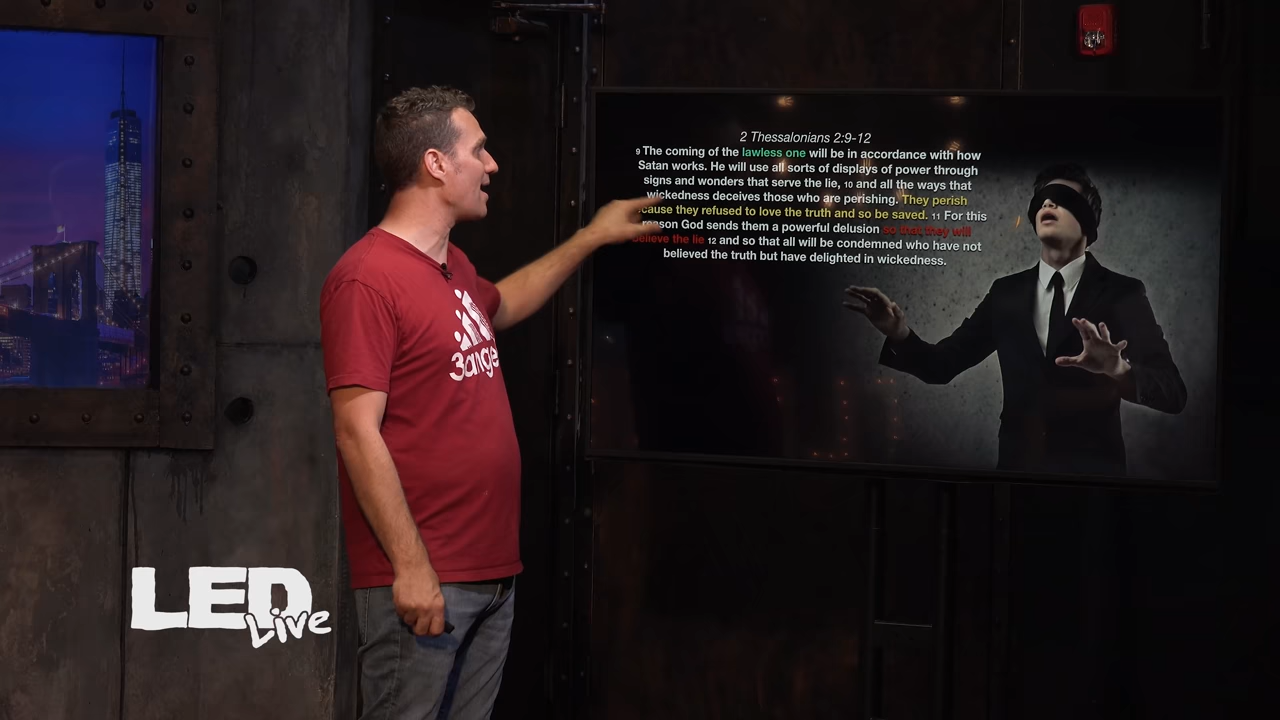 2 Thessalonians 2:9-12
9 The coming of the lawless one will be in accordance with how
Satan works. He will use all sorts of displays of power through
signs and wonders that serve the lie, 10 and all the ways that
wickedness deceives those who are perishing. They perish
they refused to love the truth and so be saved. 11 For this
God sends them a powerful delusion so that they will
believe the lie 12 and so that all will be condemned who have not
believed the truth but have delighted in wickedness.
LED
Live